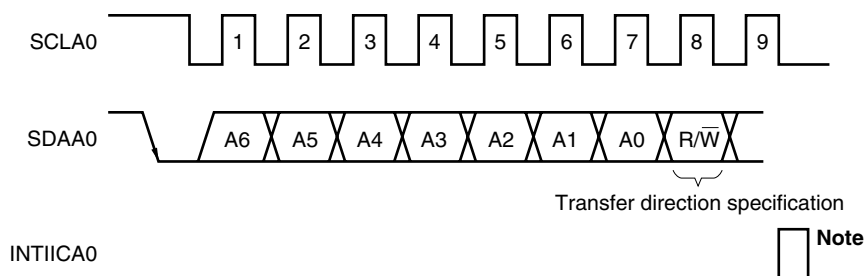 SCLA0 1 2 3 4 5 6 7 8 9
SDAA0 A6 A5 A4 A3 A2 A1 A0 R/W̅
Transfer direction specification
Note
INTIICA0